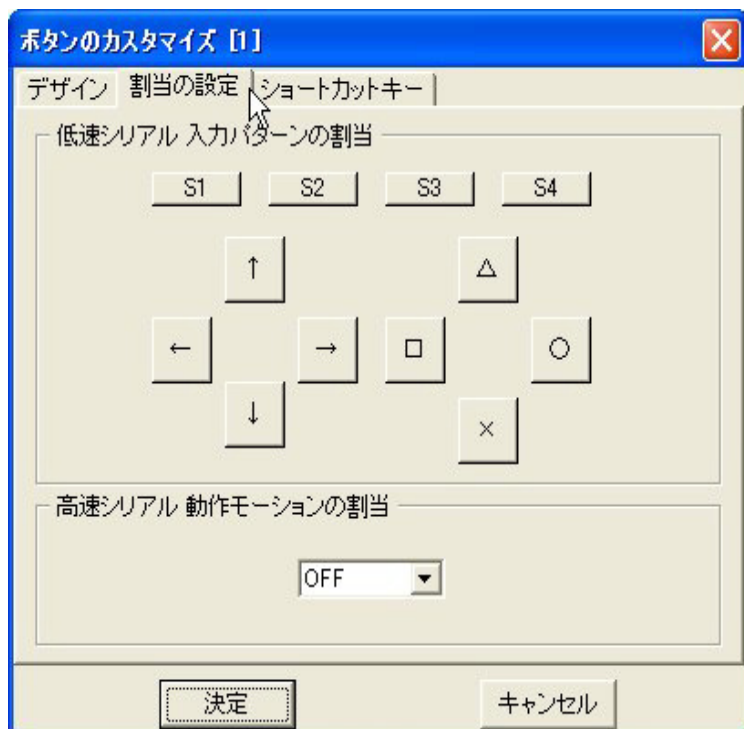 ボタンのカスタマイズ [1]
デザイン 割当の設定 ショートカットキー
低速シリアル 入力パターンの割当
S1 S2 S3 S4
↑ △
← → □ ○
↓ ×
高速シリアル 動作モーションの割当
OFF
決定 キャンセル